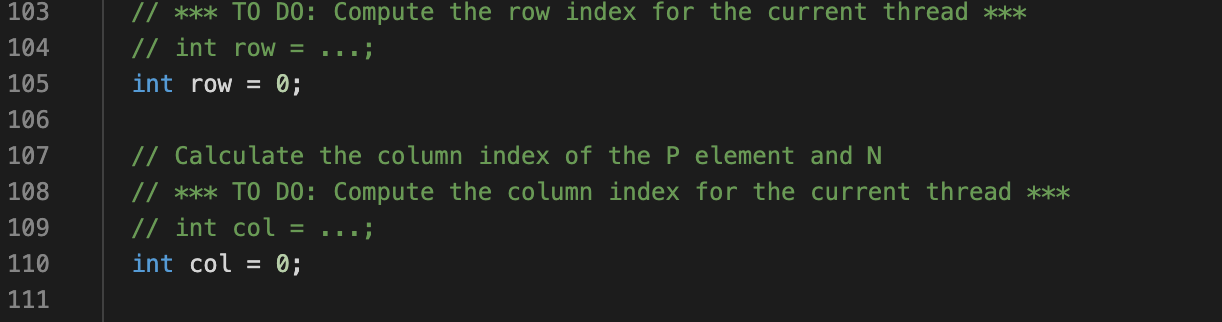 103 // *** TO DO: Compute the row index for the current thread ***
104 // int row = ...;
105 int row = 0;
106
107 // Calculate the column index of the P element and N
108 // *** TO DO: Compute the column index for the current thread ***
109 // int col = ...;
110 int col = 0;
111